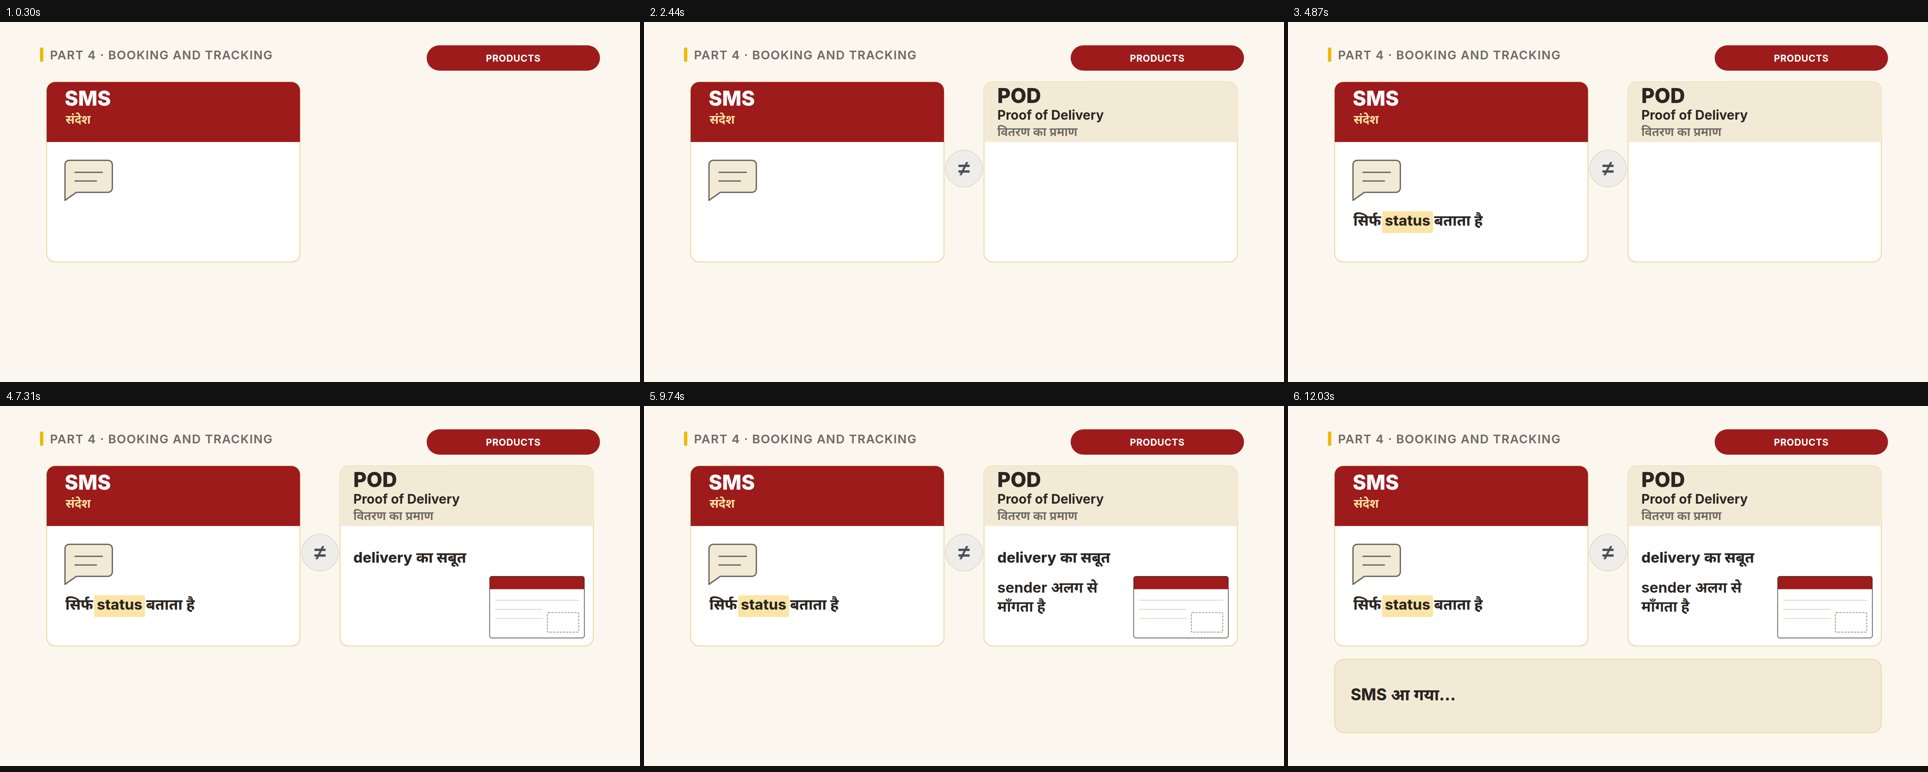 1. 0.30s
PART 4 · BOOKING AND TRACKING
PRODUCTS
SMS
संदेश
2. 2.44s
PART 4 · BOOKING AND TRACKING
PRODUCTS
SMS
संदेश
≠
POD
Proof of Delivery
वितरण का प्रमाण
3. 4.87s
PART 4 · BOOKING AND TRACKING
PRODUCTS
SMS
संदेश
सिर्फ status बताता है
≠
POD
Proof of Delivery
वितरण का प्रमाण
4. 7.31s
PART 4 · BOOKING AND TRACKING
PRODUCTS
SMS
संदेश
सिर्फ status बताता है
≠
POD
Proof of Delivery
वितरण का प्रमाण
delivery का सबूत
5. 9.74s
PART 4 · BOOKING AND TRACKING
PRODUCTS
SMS
संदेश
सिर्फ status बताता है
≠
POD
Proof of Delivery
वितरण का प्रमाण
delivery का सबूत
sender अलग से
माँगता है
6. 12.03s
PART 4 · BOOKING AND TRACKING
PRODUCTS
SMS
संदेश
सिर्फ status बताता है
≠
POD
Proof of Delivery
वितरण का प्रमाण
delivery का सबूत
sender अलग से
माँगता है
SMS आ गया...